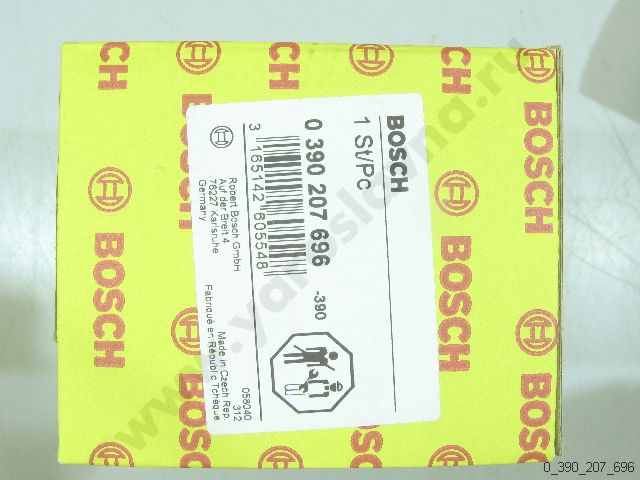 BOSCH
1 St/Pc
0 390 207 696
-390
3 165142 605548
Robert Bosch GmbH
Auf der Breit 4
76227 Karlsruhe
Germany
Made in Czech Rep.
Fabriqué en République Tchèque
058040
312
BOSCH
BOSCH
BOSCH
BOSCH
BOSCH
BOSCH
BOSCH
BOSCH
BOSCH
0_390_207_696